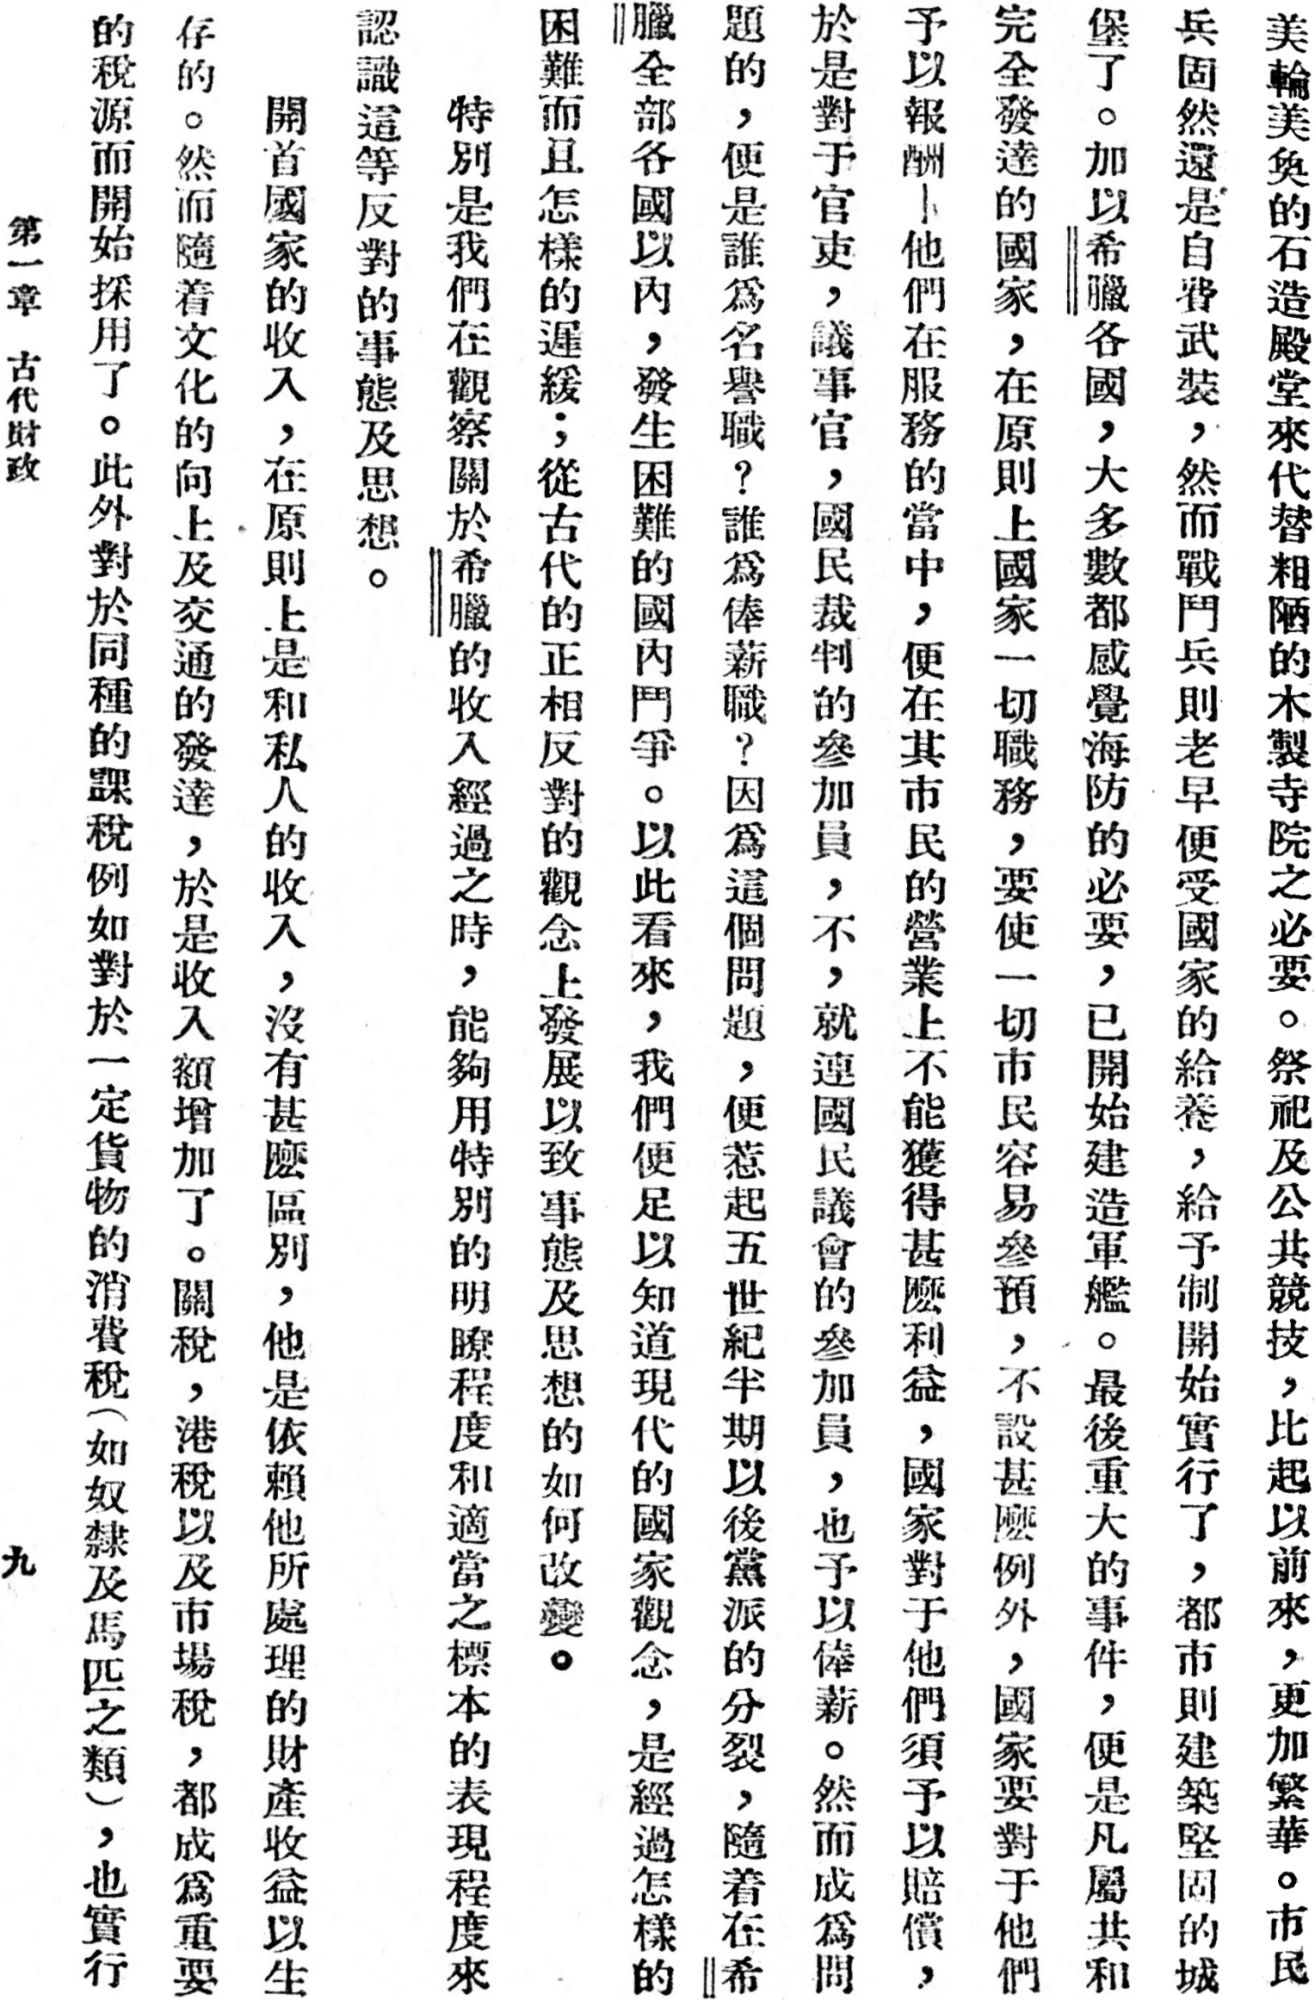 美輪美奐的石造殿堂來代替粗陋的木製寺院之必要。祭祀及公共競技，比起以前來，更加繁華。市民
兵固然還是自費武裝，然而戰鬥兵則老早便受國家的給養，給予制開始實行了，都市則建築堅固的城
堡了。加以希臘各國，大多數都感覺海防的必要，已開始建造軍艦。最後重大的事件，便是凡屬共和
完全發達的國家，在原則上國家一切職務，要使一切市民容易參預，不設甚麼例外，國家要對于他們
予以報酬—他們在服務的當中，便在其市民的營業上不能獲得甚麼利益，國家對于他們須予以賠償，
於是對于官吏，議事官，國民裁判的參加員，不，就連國民議會的參加員，也予以俸薪。然而成爲問
題的，便是誰爲名譽職？誰爲俸薪職？因爲這個問題，便惹起五世紀半期以後黨派的分裂，隨着在希
臘全部各國以內，發生困難的國內鬥爭。以此看來，我們便足以知道現代的國家觀念，是經過怎樣的
困難而且怎樣的遲緩；從古代的正相反對的觀念上發展以致事態及思想的如何改變。
特別是我們在觀察關於希臘的收入經過之時，能夠用特別的明瞭程度和適當之標本的表現程度來
認識這等反對的事態及思想。
開首國家的收入，在原則上是和私人的收入，沒有甚麼區別，他是依賴他所處理的財產收益以生
存的。然而隨着文化的向上及交通的發達，於是收入額增加了。關稅，港稅以及市場稅，都成爲重要
的稅源而開始採用了。此外對於同種的課稅例如對於一定貨物的消費稅（如奴隸及馬匹之類），也實行
第一章　古代財政　九